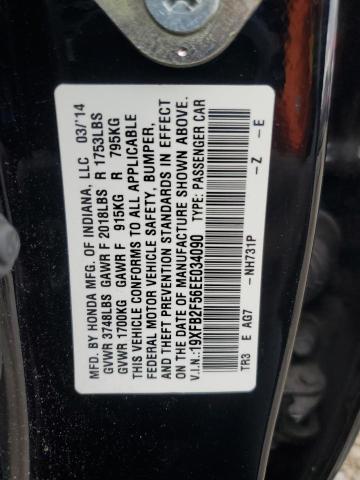 MFD. BY HONDA MFG. OF INDIANA, LLC 03/'14
GVWR 3748LBS GAWR F 2018LBS R 1753LBS
GVWR 1700KG GAWR F 915KG R 795KG
THIS VEHICLE CONFORMS TO ALL APPLICABLE
FEDERAL MOTOR VEHICLE SAFETY, BUMPER,
AND THEFT PREVENTION STANDARDS IN EFFECT
ON THE DATE OF MANUFACTURE SHOWN ABOVE.
V.I.N.:19XFB2F56EE034090 TYPE: PASSENGER CAR
TR3 E AG7 -NH731P -Z -E